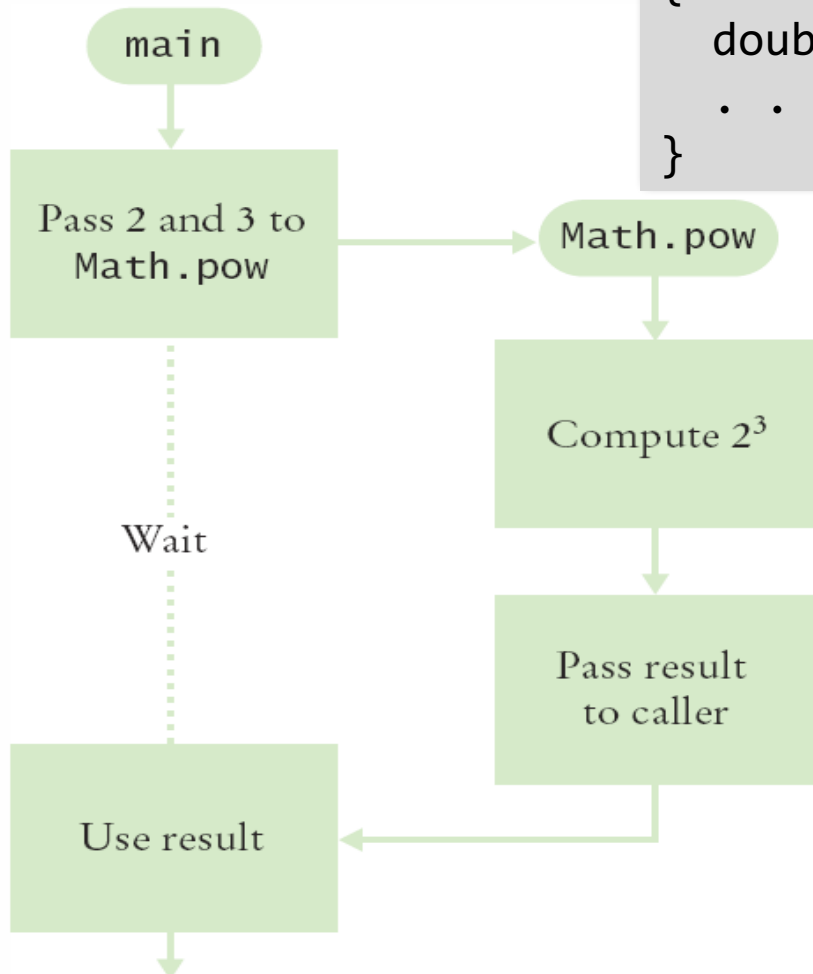 main
doub
. .
}
Pass 2 and 3 to
Math.pow
Math.pow
Compute 2³
Wait
Pass result
to caller
Use result